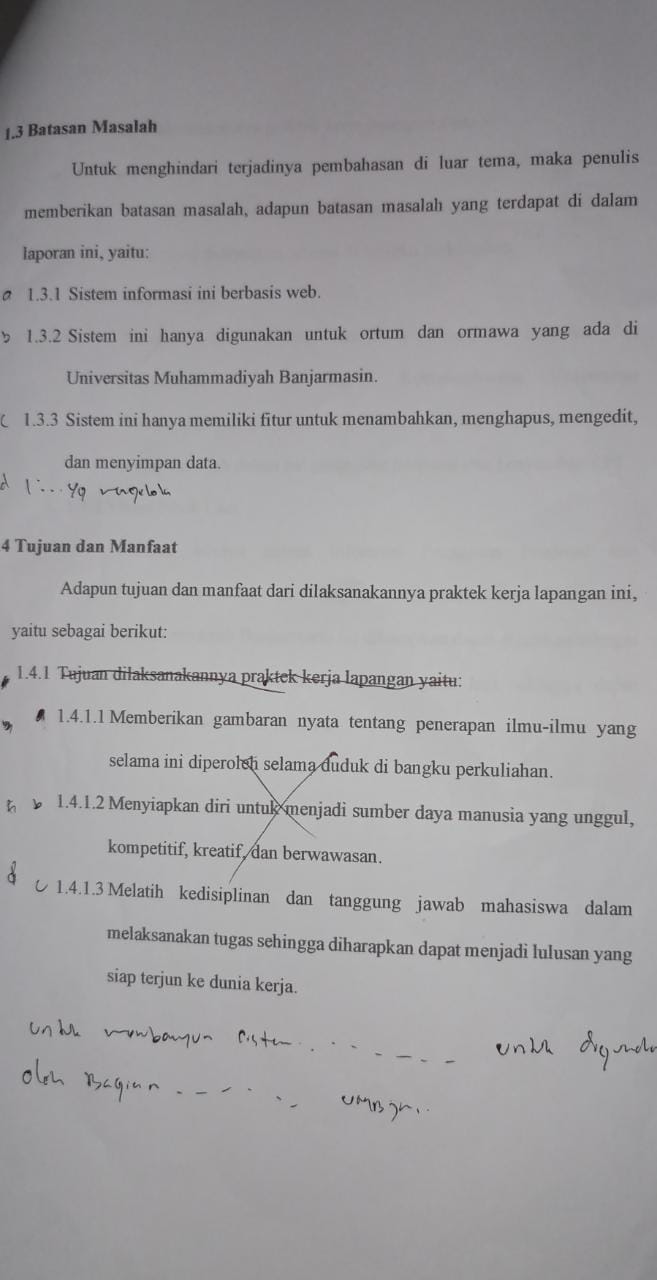 1.3 Batasan Masalah
Untuk menghindari terjadinya pembahasan di luar tema, maka penulis
memberikan batasan masalah, adapun batasan masalah yang terdapat di dalam
laporan ini, yaitu:
a 1.3.1 Sistem informasi ini berbasis web.
b 1.3.2 Sistem ini hanya digunakan untuk ortum dan ormawa yang ada di
Universitas Muhammadiyah Banjarmasin.
C 1.3.3 Sistem ini hanya memiliki fitur untuk menambahkan, menghapus, mengedit,
dan menyimpan data.
d
4 Tujuan dan Manfaat
Adapun tujuan dan manfaat dari dilaksanakannya praktek kerja lapangan ini,
yaitu sebagai berikut:
1.4.1 Tujuan dilaksanakannya praktek kerja lapangan yaitu:
1.4.1.1 Memberikan gambaran nyata tentang penerapan ilmu-ilmu yang
selama ini diperoleh selama duduk di bangku perkuliahan.
b 1.4.1.2 Menyiapkan diri untuk menjadi sumber daya manusia yang unggul,
kompetitif, kreatif, dan berwawasan.
C 1.4.1.3 Melatih kedisiplinan dan tanggung jawab mahasiswa dalam
melaksanakan tugas sehingga diharapkan dapat menjadi lulusan yang
siap terjun ke dunia kerja.
untuk membangun sistem....---- untuk
oleh Bagian ------